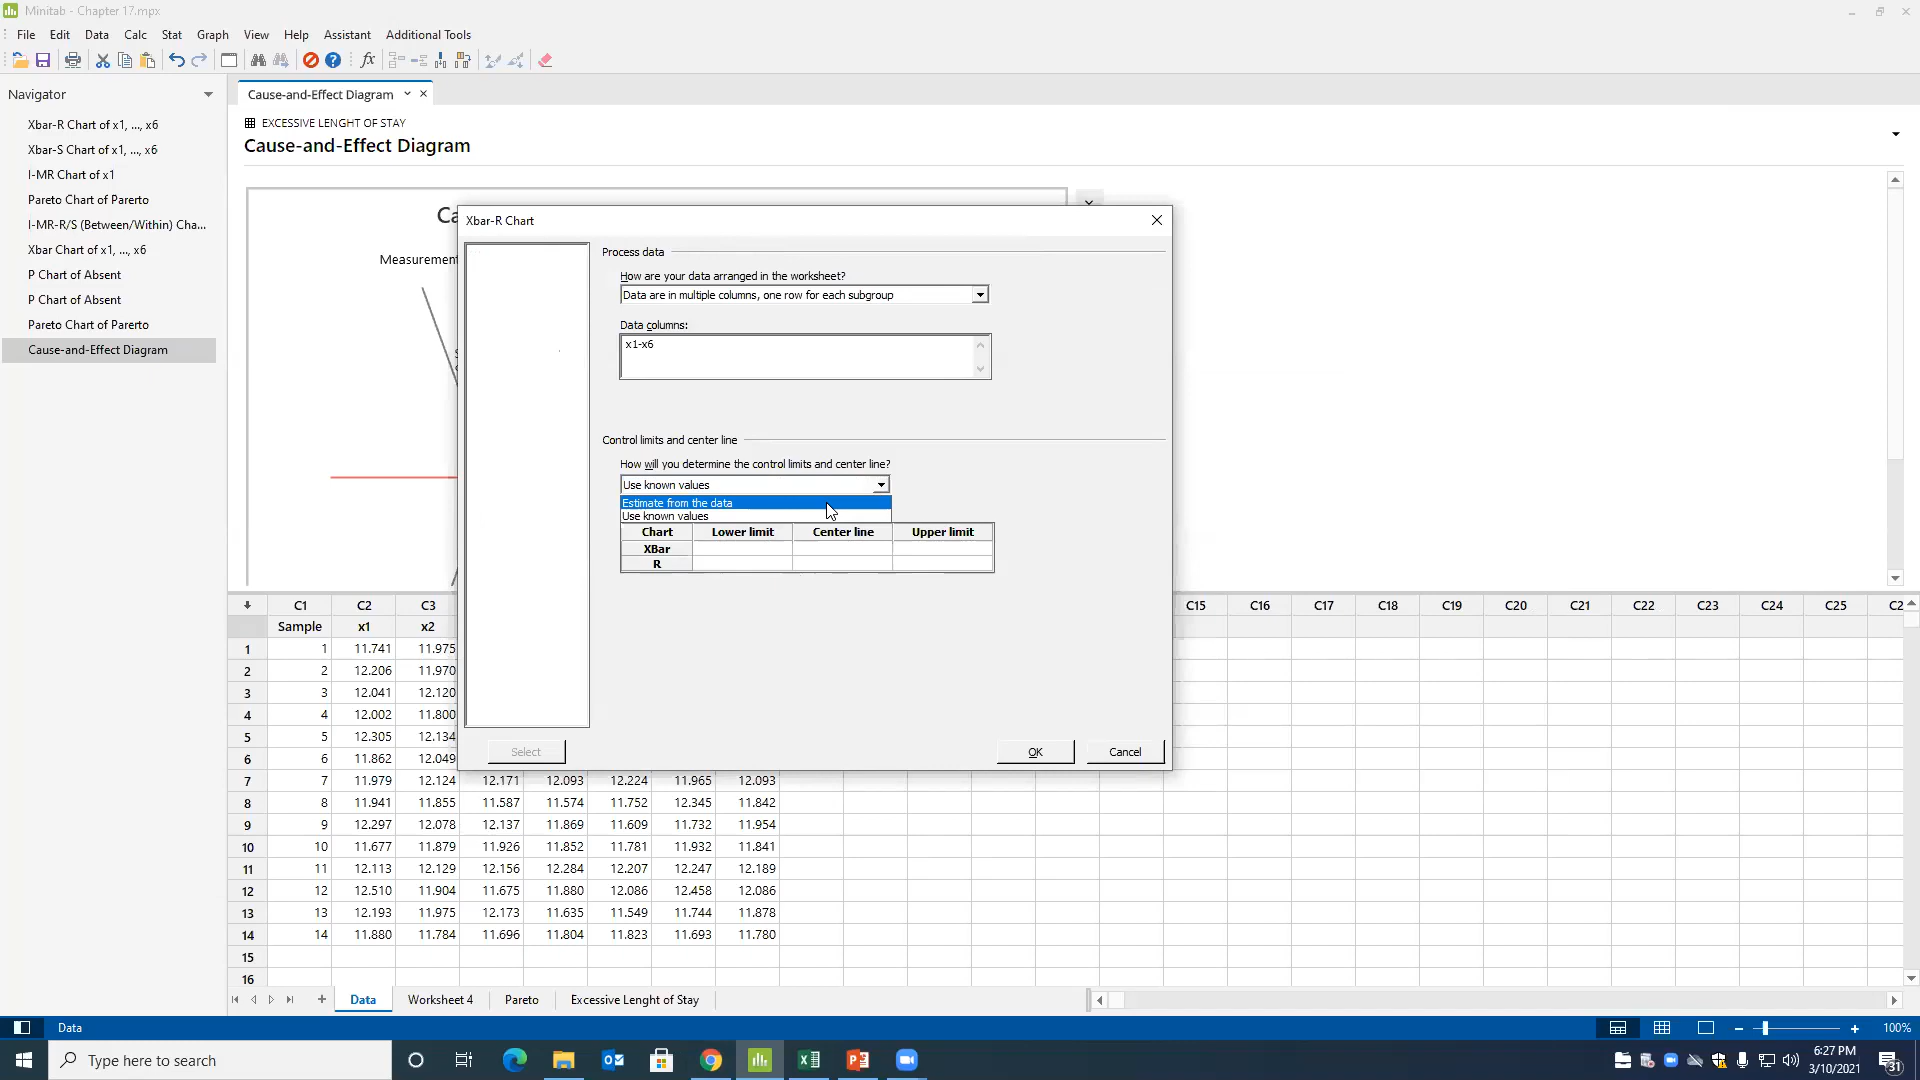 Minitab - Chapter 17.mpx
File Edit Data Calc Stat Graph View Help Assistant Additional Tools
Navigator
Xbar-R Chart of x1, ..., x6
Xbar-S Chart of x1, ..., x6
I-MR Chart of x1
Pareto Chart of Parerto
I-MR-R/S (Between/Within) Cha...
Xbar Chart of x1, ..., x6
P Chart of Absent
P Chart of Absent
Pareto Chart of Parerto
Cause-and-Effect Diagram
Cause-and-Effect Diagram
EXCESSIVE LENGHT OF STAY
Cause-and-Effect Diagram
Ca
Measurement
Xbar-R Chart
Process data
How are your data arranged in the worksheet?
Data are in multiple columns, one row for each subgroup
Data columns:
x1-x6
Control limits and center line
How will you determine the control limits and center line?
Use known values
Estimate from the data
Use known values
Chart Lower limit Center line Upper limit
XBar
R
Select OK Cancel
C1 C2 C3 C15 C16 C17 C18 C19 C20 C21 C22 C23 C24 C25 C2
Sample x1 x2
1 1 11.741 11.975
2 2 12.206 11.970
3 3 12.041 12.120
4 4 12.002 11.800
5 5 12.305 12.134
6 6 11.862 12.049
7 7 11.979 12.124 12.171 12.093 12.224 11.965 12.093
8 8 11.941 11.855 11.587 11.574 11.752 12.345 11.842
9 9 12.297 12.078 12.137 11.869 11.609 11.732 11.954
10 10 11.677 11.879 11.926 11.852 11.781 11.932 11.841
11 11 12.113 12.129 12.156 12.284 12.207 12.247 12.189
12 12 12.510 11.904 11.675 11.880 12.086 12.458 12.086
13 13 12.193 11.975 12.173 11.635 11.549 11.744 11.878
14 14 11.880 11.784 11.696 11.804 11.823 11.693 11.780
15
16
Data Worksheet 4 Pareto Excessive Lenght of Stay
Data
100%
Type here to search
6:27 PM
3/10/2021
31